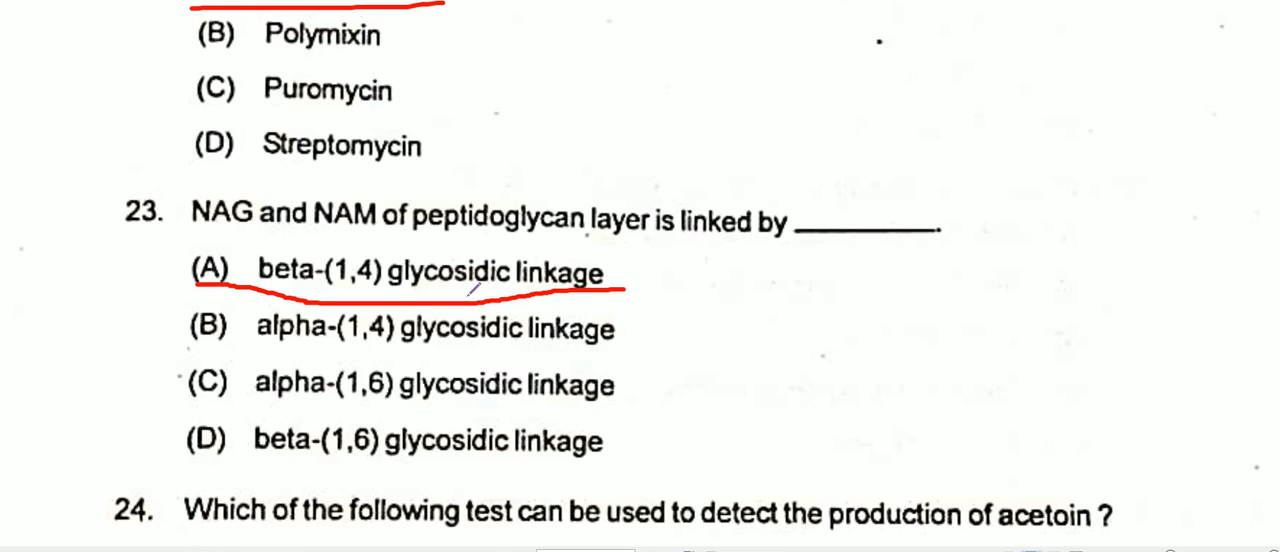 (B) Polymixin
(C) Puromycin
(D) Streptomycin
23. NAG and NAM of peptidoglycan layer is linked by __________.
(A) beta-(1,4) glycosidic linkage
(B) alpha-(1,4) glycosidic linkage
(C) alpha-(1,6) glycosidic linkage
(D) beta-(1,6) glycosidic linkage
24. Which of the following test can be used to detect the production of acetoin ?